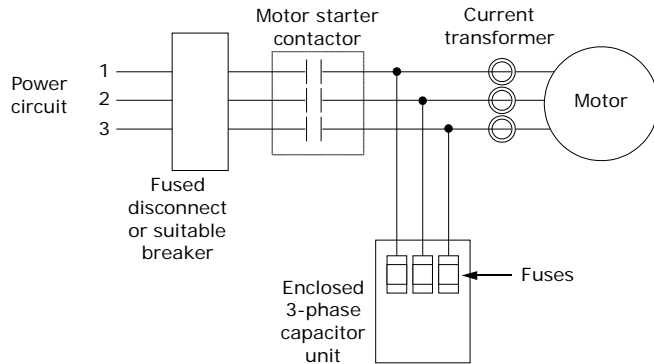 Motor starter
contactor
Current
transformer
Power
circuit
1
2
3
Motor
Fused
disconnect
or suitable
breaker
Enclosed
3-phase
capacitor
unit
Fuses